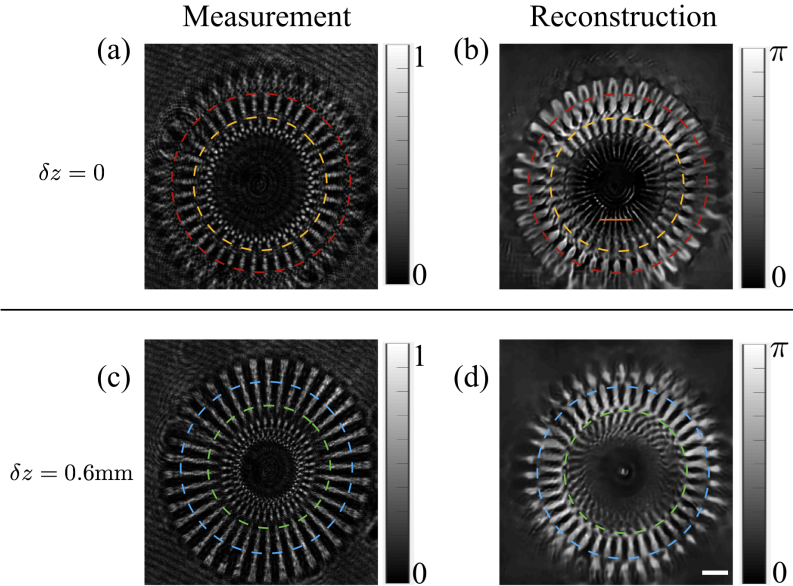 Measurement
Reconstruction
(a)
1
0
(b)
π
0
δz = 0
(c)
1
0
(d)
π
0
δz = 0.6mm